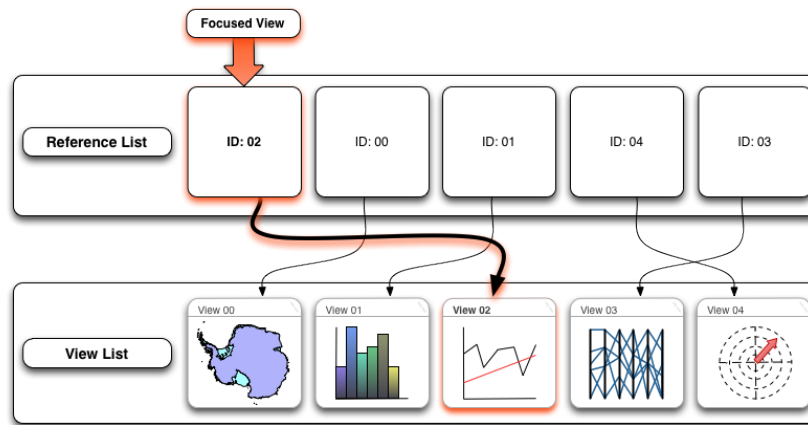 Focused View
Reference List
ID: 02
ID: 00
ID: 01
ID: 04
ID: 03
View List
View 00
View 01
View 02
View 03
View 04